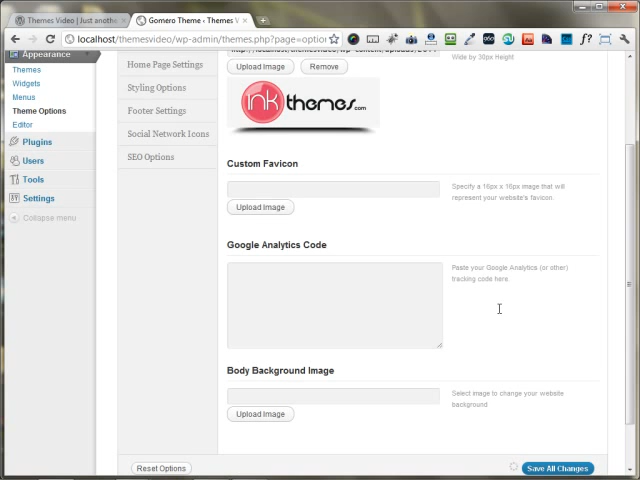 Themes Video | Just anothe
Gomero Theme ‹ Themes V
localhost/themesvideo/wp-admin/themes.php?page=option
Appearance
Themes
Widgets
Menus
Theme Options
Editor
Plugins
Users
Tools
Settings
Collapse menu
Home Page Settings
Styling Options
Footer Settings
Social Network Icons
SEO Options
Wide by 30px Height
Upload Image
Remove
inkthemes.com
Custom Favicon
Specify a 16px x 16px image that will
represent your website's favicon.
Upload Image
Google Analytics Code
Paste your Google Analytics (or other)
tracking code here.
Body Background Image
Select image to change your website
background
Upload Image
Reset Options
Save All Changes